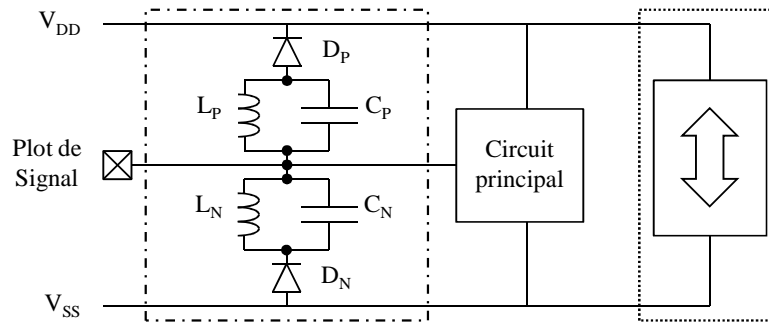 V_DD
D_P
L_P
C_P
Plot de
Signal
Circuit
principal
L_N
C_N
D_N
V_SS